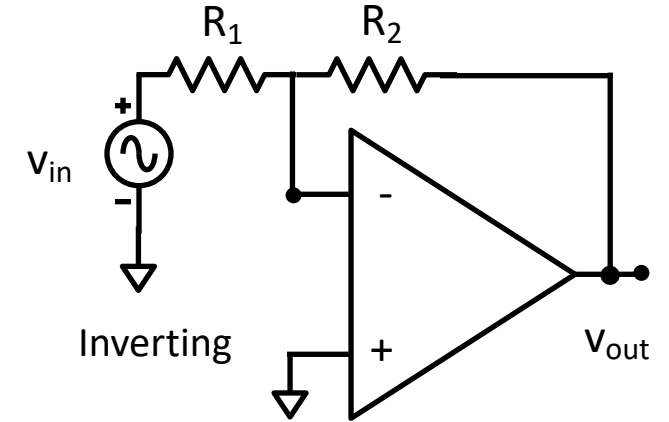 R₁ R₂
+
vᵢₙ
-
-
Inverting
+
vₒᵤₜ